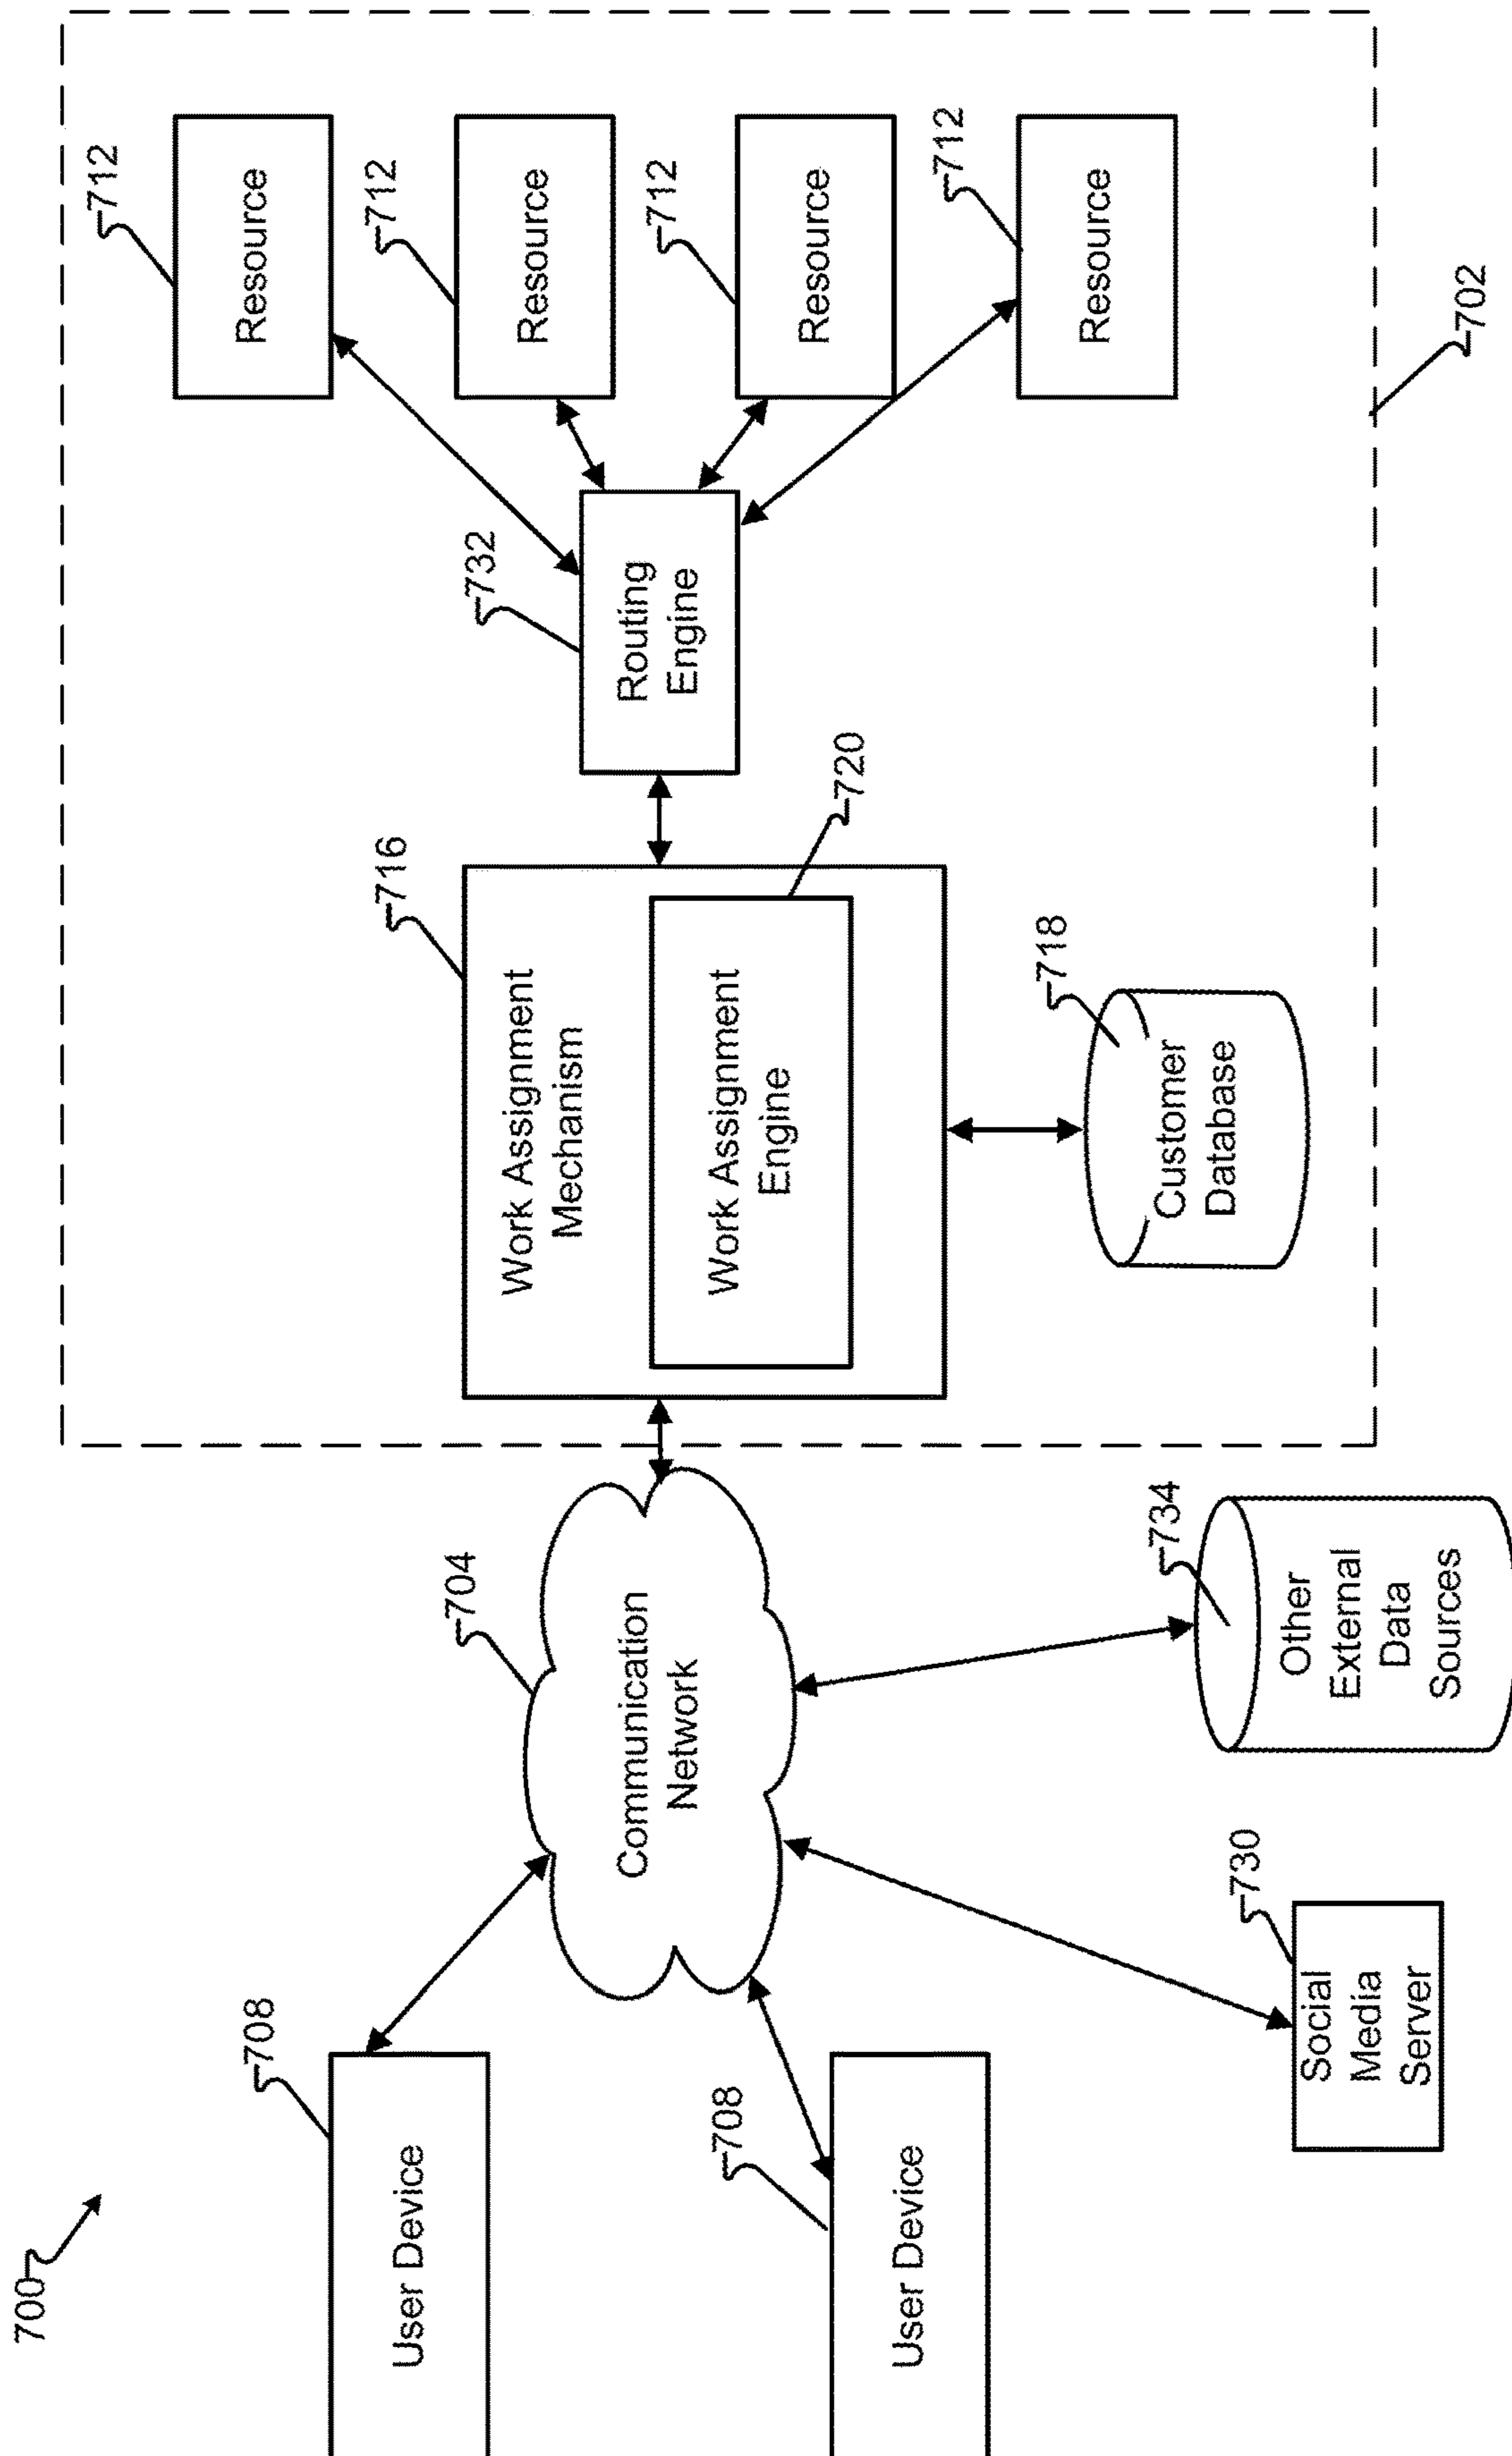 700
708
User Device
708
User Device
704
Communication
Network
730
Social
Media
Server
734
Other
External
Data
Sources
716
Work Assignment
Mechanism
720
Work Assignment
Engine
718
Customer
Database
732
Routing
Engine
712
Resource
712
Resource
712
Resource
712
Resource
702